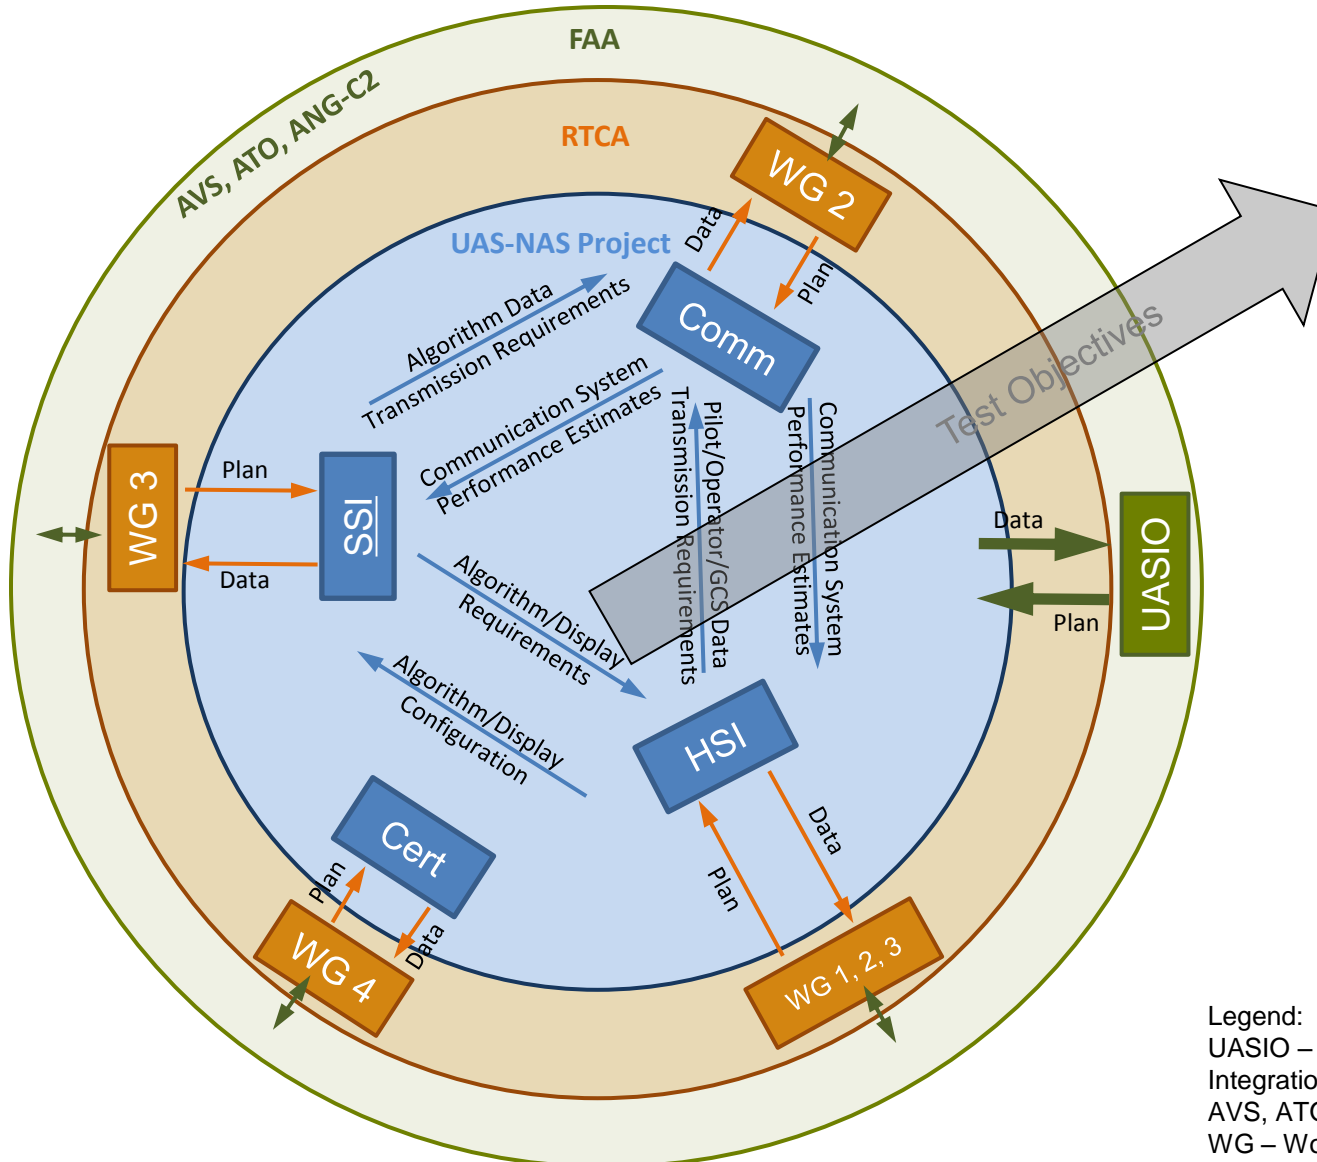 FAA
AVS, ATO, ANG-C2
RTCA
WG 2
UAS-NAS Project
Data
Plan
Algorithm Data
Transmission Requirements
Comm
Communication System
Performance Estimates
Pilot/Operator/GCS Data
Transmission Requirements
Communication System
Performance Estimates
Test Objectives
WG 3
Plan
Data
SSI
Data
Plan
UASIO
Algorithm/Display
Requirements
Algorithm/Display
Configuration
HSI
Cert
Data
Plan
Plan
Data
WG 4
WG 1, 2, 3
Legend:
UASIO –
Integratio
AVS, ATO
WG – Wo